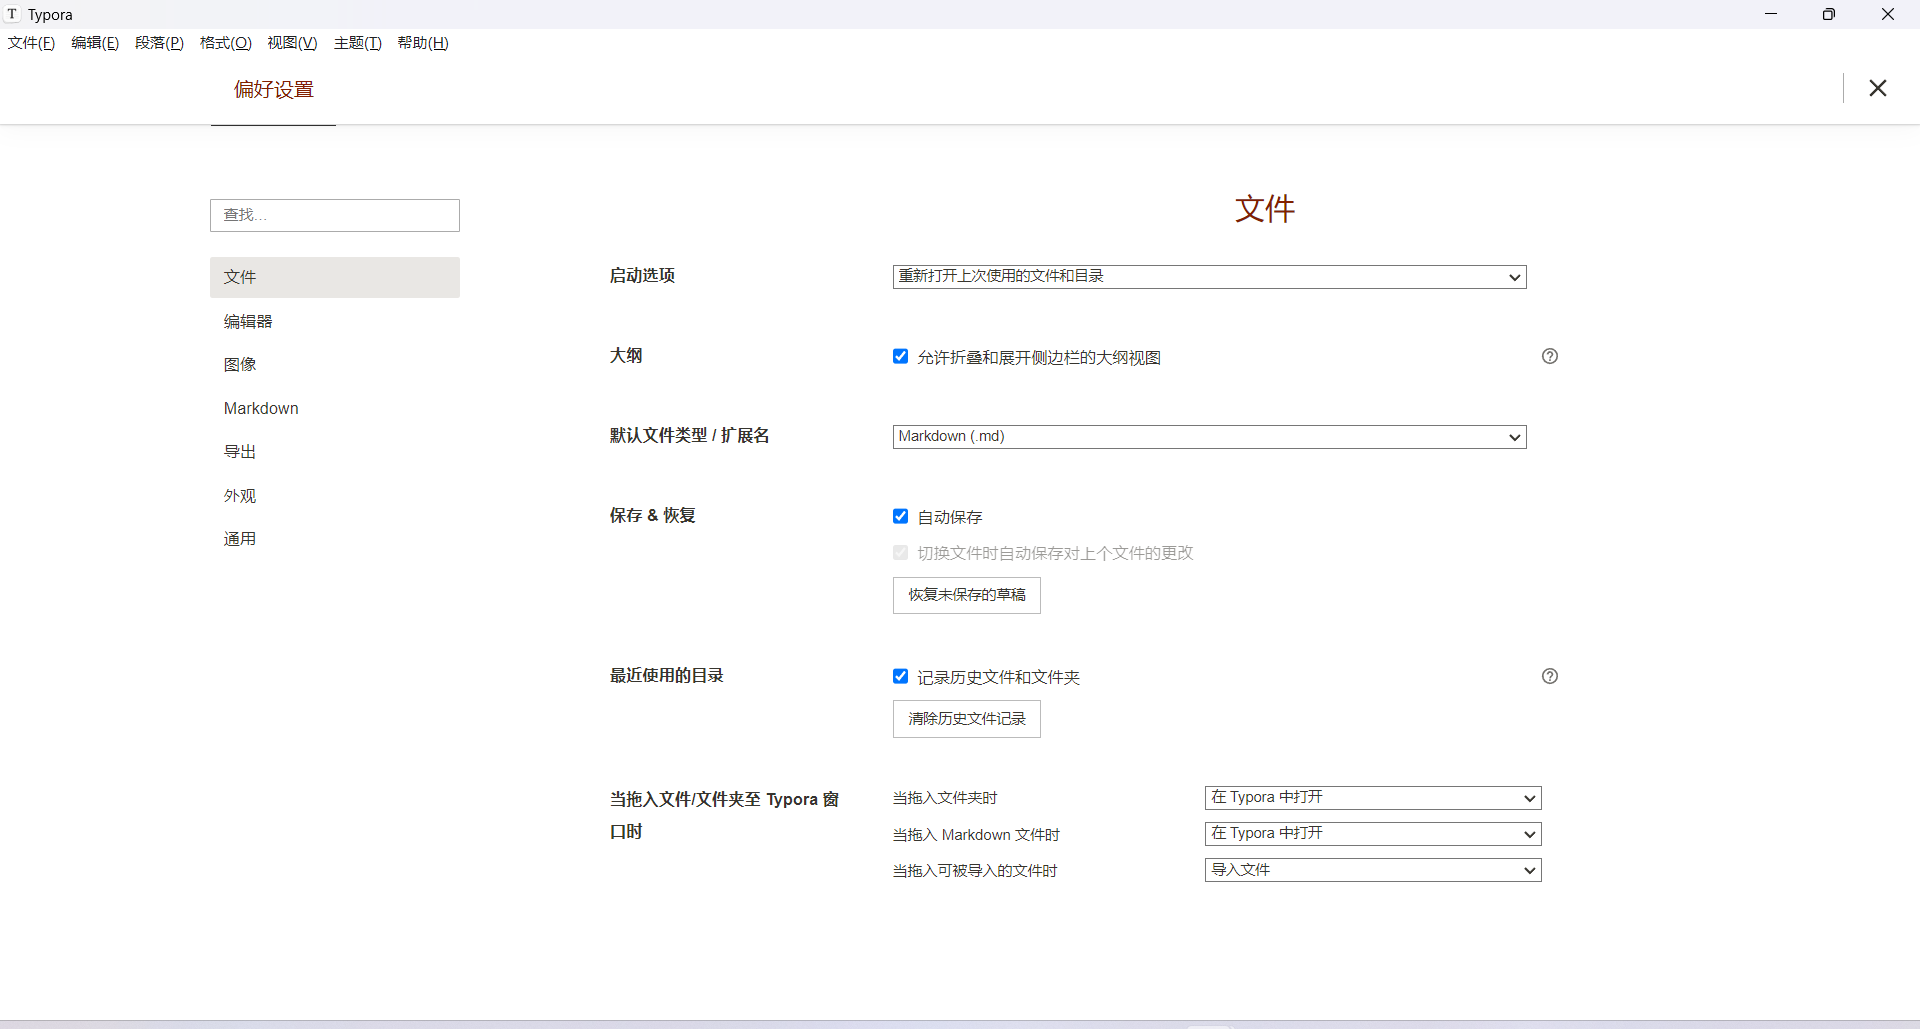 Typora
文件(F) 编辑(E) 段落(P) 格式(O) 视图(V) 主题(T) 帮助(H)
偏好设置
查找...
文件
编辑器
图像
Markdown
导出
外观
通用
文件
启动选项 重新打开上次使用的文件和目录
大纲 允许折叠和展开侧边栏的大纲视图
默认文件类型 / 扩展名 Markdown (.md)
保存 & 恢复 自动保存
切换文件时自动保存对上个文件的更改
恢复未保存的草稿
最近使用的目录 记录历史文件和文件夹
清除历史文件记录
当拖入文件/文件夹至 Typora 窗
口时
当拖入文件夹时 在 Typora 中打开
当拖入 Markdown 文件时 在 Typora 中打开
当拖入可被导入的文件时 导入文件